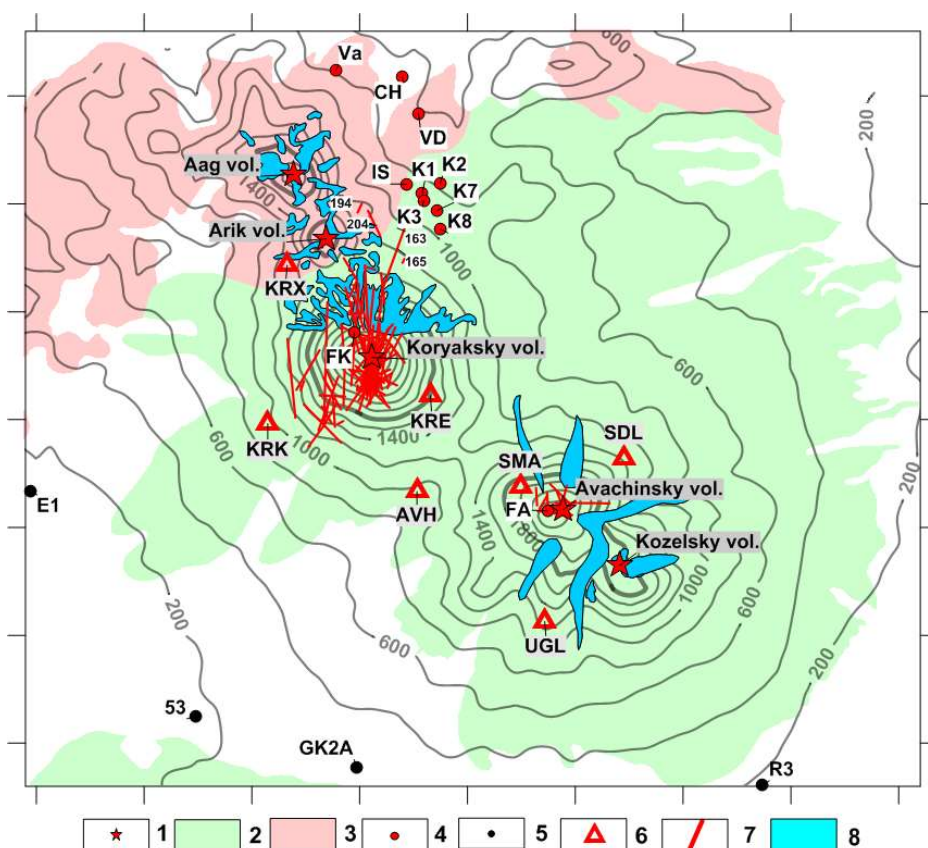 600
Va
CH
200
VD
Aag vol.
IS
K1
K2
1400
K7
194
K3
K8
204
Arik vol.
163
1000
165
KRX
FK
Koryaksky vol.
600
KRE
1400
600
1000
KRK
SDL
SMA
200
E1
AVH
Avachinsky vol.
FA
1400
1800
Kozelsky vol.
1000
600
200
UGL
600
200
53
GK2A
R3
1
2
3
4
5
6
7
8